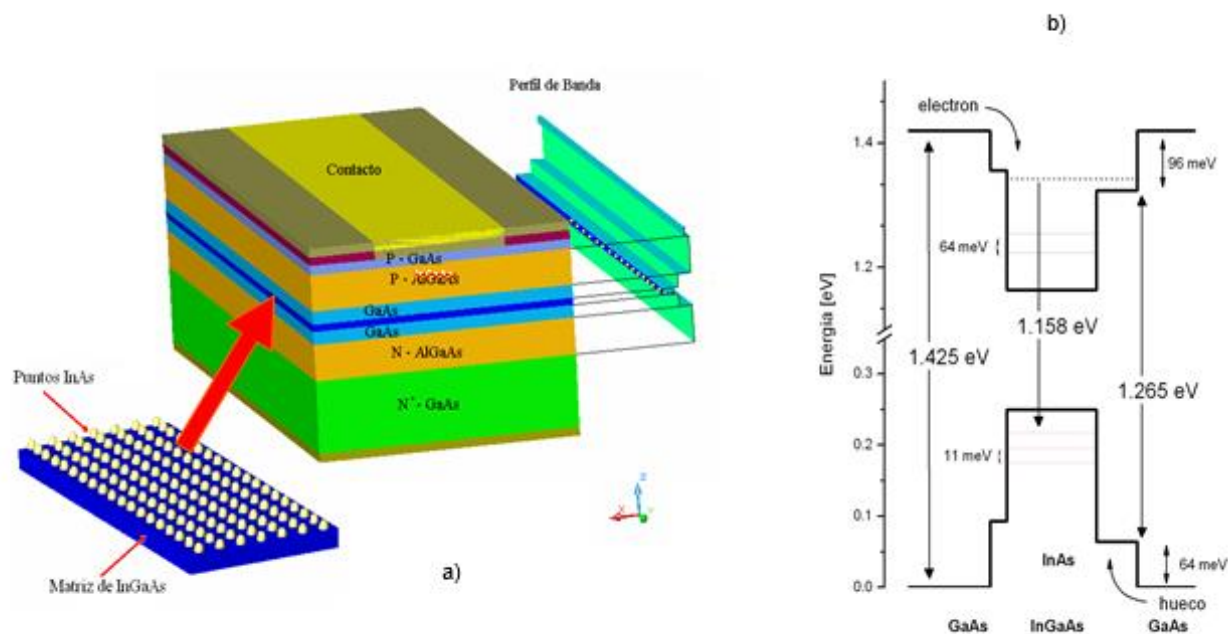 b)
Perfil de Banda
Contacto
P - GaAs
P - AlGaAs
GaAs
GaAs
N - AlGaAs
N⁺- GaAs
Puntos InAs
Matriz de InGaAs
X
Y
Z
a)
Energia [eV]
1.4
1.2
0.3
0.2
0.1
0.0
electron
96 meV
64 meV
1.158 eV
1.425 eV
1.265 eV
11 meV
64 meV
InAs
hueco
GaAs
InGaAs
GaAs